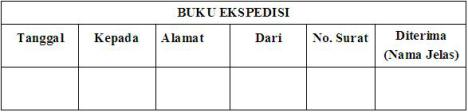 BUKU EKSPEDISI
Tanggal Kepada Alamat Dari No. Surat Diterima
(Nama Jelas)